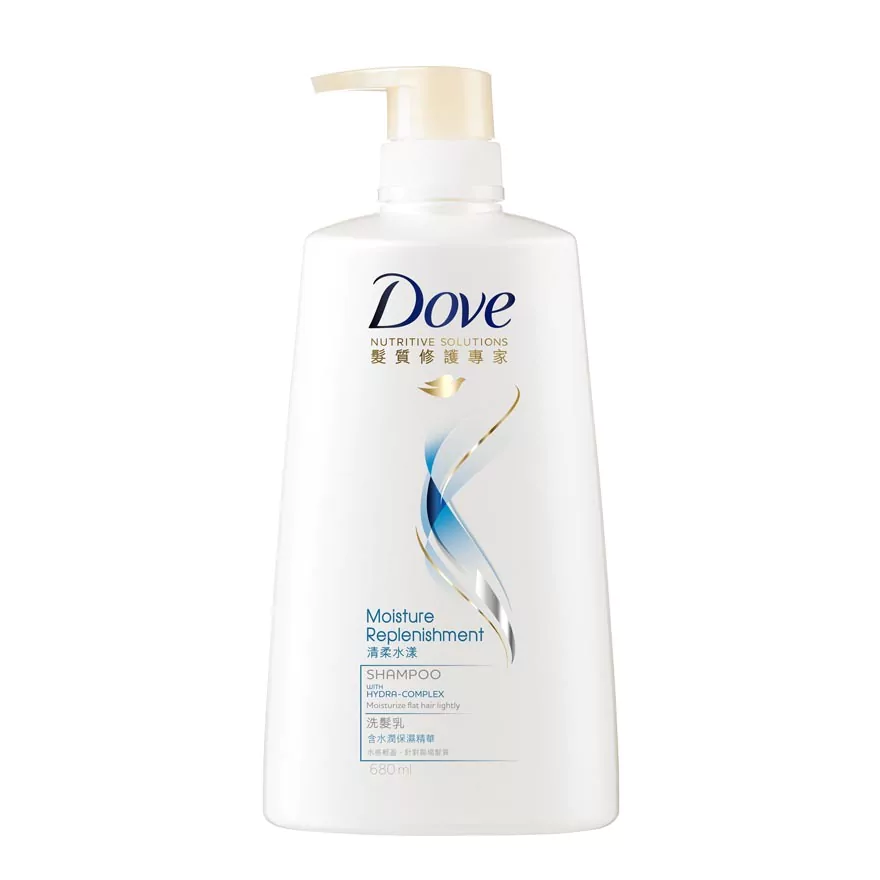 Dove
NUTRITIVE SOLUTIONS
髮質修護專家
Moisture
Replenishment
清柔水漾
SHAMPOO
WITH
HYDRA-COMPLEX
Moisturize flat hair lightly
洗髮乳
含水潤保濕精華
680 ml